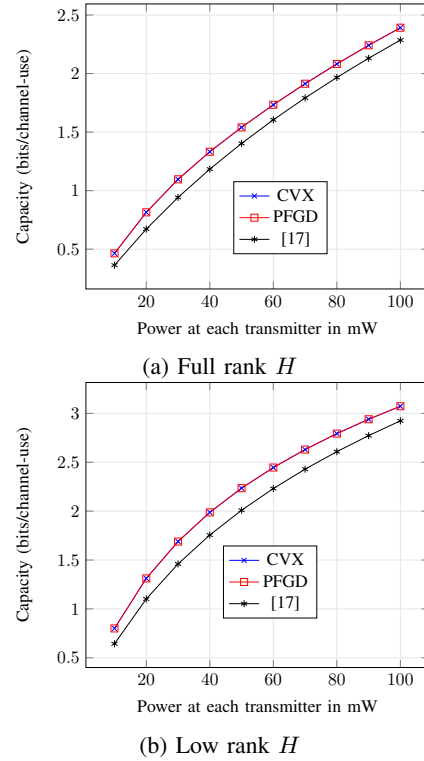 2.5
2
1.5
1
0.5
Capacity (bits/channel-use)
CVX
PFGD
[17]
20 40 60 80 100
Power at each transmitter in mW
(a) Full rank H
3
2.5
2
1.5
1
0.5
Capacity (bits/channel-use)
CVX
PFGD
[17]
20 40 60 80 100
Power at each transmitter in mW
(b) Low rank H